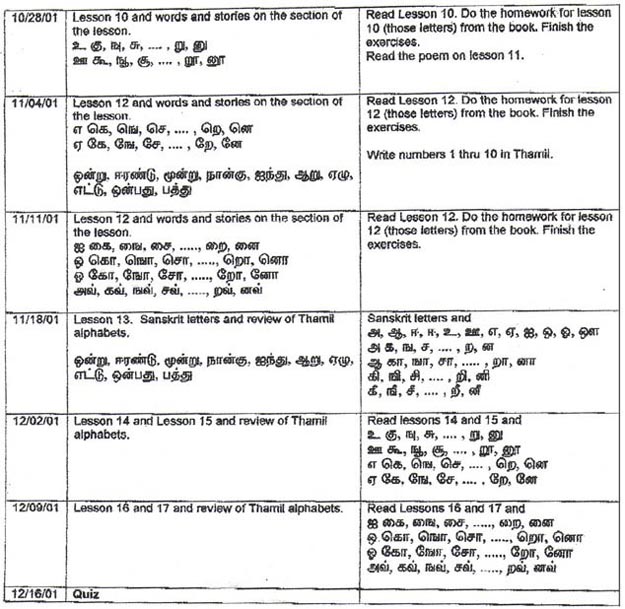 10/28/01
Lesson 10 and words and stories on the section of
the lesson.
உ கு, ஙு, சு, .... , று, னு
ஊ கூ, ஙூ, சூ, .... , றூ, னூ
Read Lesson 10. Do the homework for lesson
10 (those letters) from the book. Finish the
exercises.
Read the poem on lesson 11.
11/04/01
Lesson 12 and words and stories on the section of
the lesson.
எ கெ, ஙெ, செ, .... , றெ, னெ
ஏ கே, ஙே, சே, .... , றே, னே
ஒன்று, ஈரண்டு, மூன்று, நான்கு, ஐந்து, ஆறு, ஏழு,
எட்டு, ஒன்பது, பத்து
Read Lesson 12. Do the homework for lesson
12 (those letters) from the book. Finish the
exercises.
Write numbers 1 thru 10 in Thamil.
11/11/01
Lesson 12 and words and stories on the section of
the lesson.
ஐ கை, ஙை, சை, ....., றை, னை
ஒ கொ, ஙொ, சொ, ....., றொ, னொ
ஓ கோ, ஙோ, சோ, ....., றோ, னோ
அவ், கவ், ஙவ், சவ், ....., றவ், னவ்
Read Lesson 12. Do the homework for lesson
12 (those letters) from the book. Finish the
exercises.
11/18/01
Lesson 13. Sanskrit letters and review of Thamil
alphabets.
ஒன்று, ஈரண்டு, மூன்று, நான்கு, ஐந்து, ஆறு, ஏழு,
எட்டு, ஒன்பது, பத்து
Sanskrit letters and
அ, ஆ, ஈ, ஈ, உ, ஊ, எ, ஏ, ஐ, ஒ, ஓ, ஔ
அ க, ங, ச, .... , ற, ன
ஆ கா, ஙா, சா, ..... , றா, னா
கி, ஙி, சி, .... , றி, னி
கீ, ஙீ, சீ, .... , றீ, னீ
12/02/01
Lesson 14 and Lesson 15 and review of Thamil
alphabets.
Read lessons 14 and 15 and
உ கு, ஙு, சு, .... , று, னு
ஊ கூ, ஙூ, சூ, .... , றூ, னூ
எ கெ, ஙெ, செ, .... , றெ, னெ
ஏ கே, ஙே, சே, .... , றே, னே
12/09/01
Lesson 16 and 17 and review of Thamil alphabets.
Read Lessons 16 and 17 and
ஐ கை, ஙை, சை, ....., றை, னை
ஒ கொ, ஙொ, சொ, ....., றொ, னொ
ஓ கோ, ஙோ, சோ, ....., றோ, னோ
அவ், கவ், ஙவ், சவ், ....., றவ், னவ்
12/16/01
Quiz